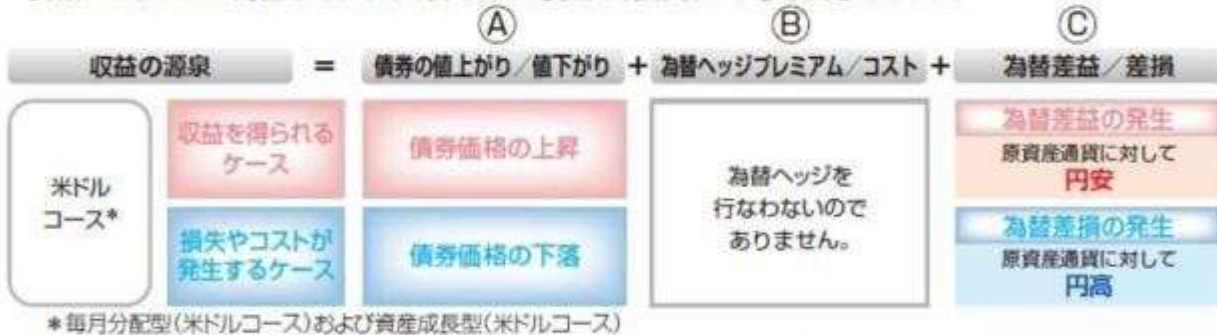 Ⓐ Ⓑ Ⓒ
収益の源泉 = 債券の値上がり/値下がり + 為替ヘッジプレミアム/コスト + 為替差益/差損
米ドル
コース*
収益を得られる
ケース
債券価格の上昇
為替ヘッジを
行なわないので
ありません。
為替差益の発生
原資産通貨に対して
円安
損失やコストが
発生するケース
債券価格の下落
為替差損の発生
原資産通貨に対して
円高
*毎月分配型(米ドルコース)および資産成長型(米ドルコース)